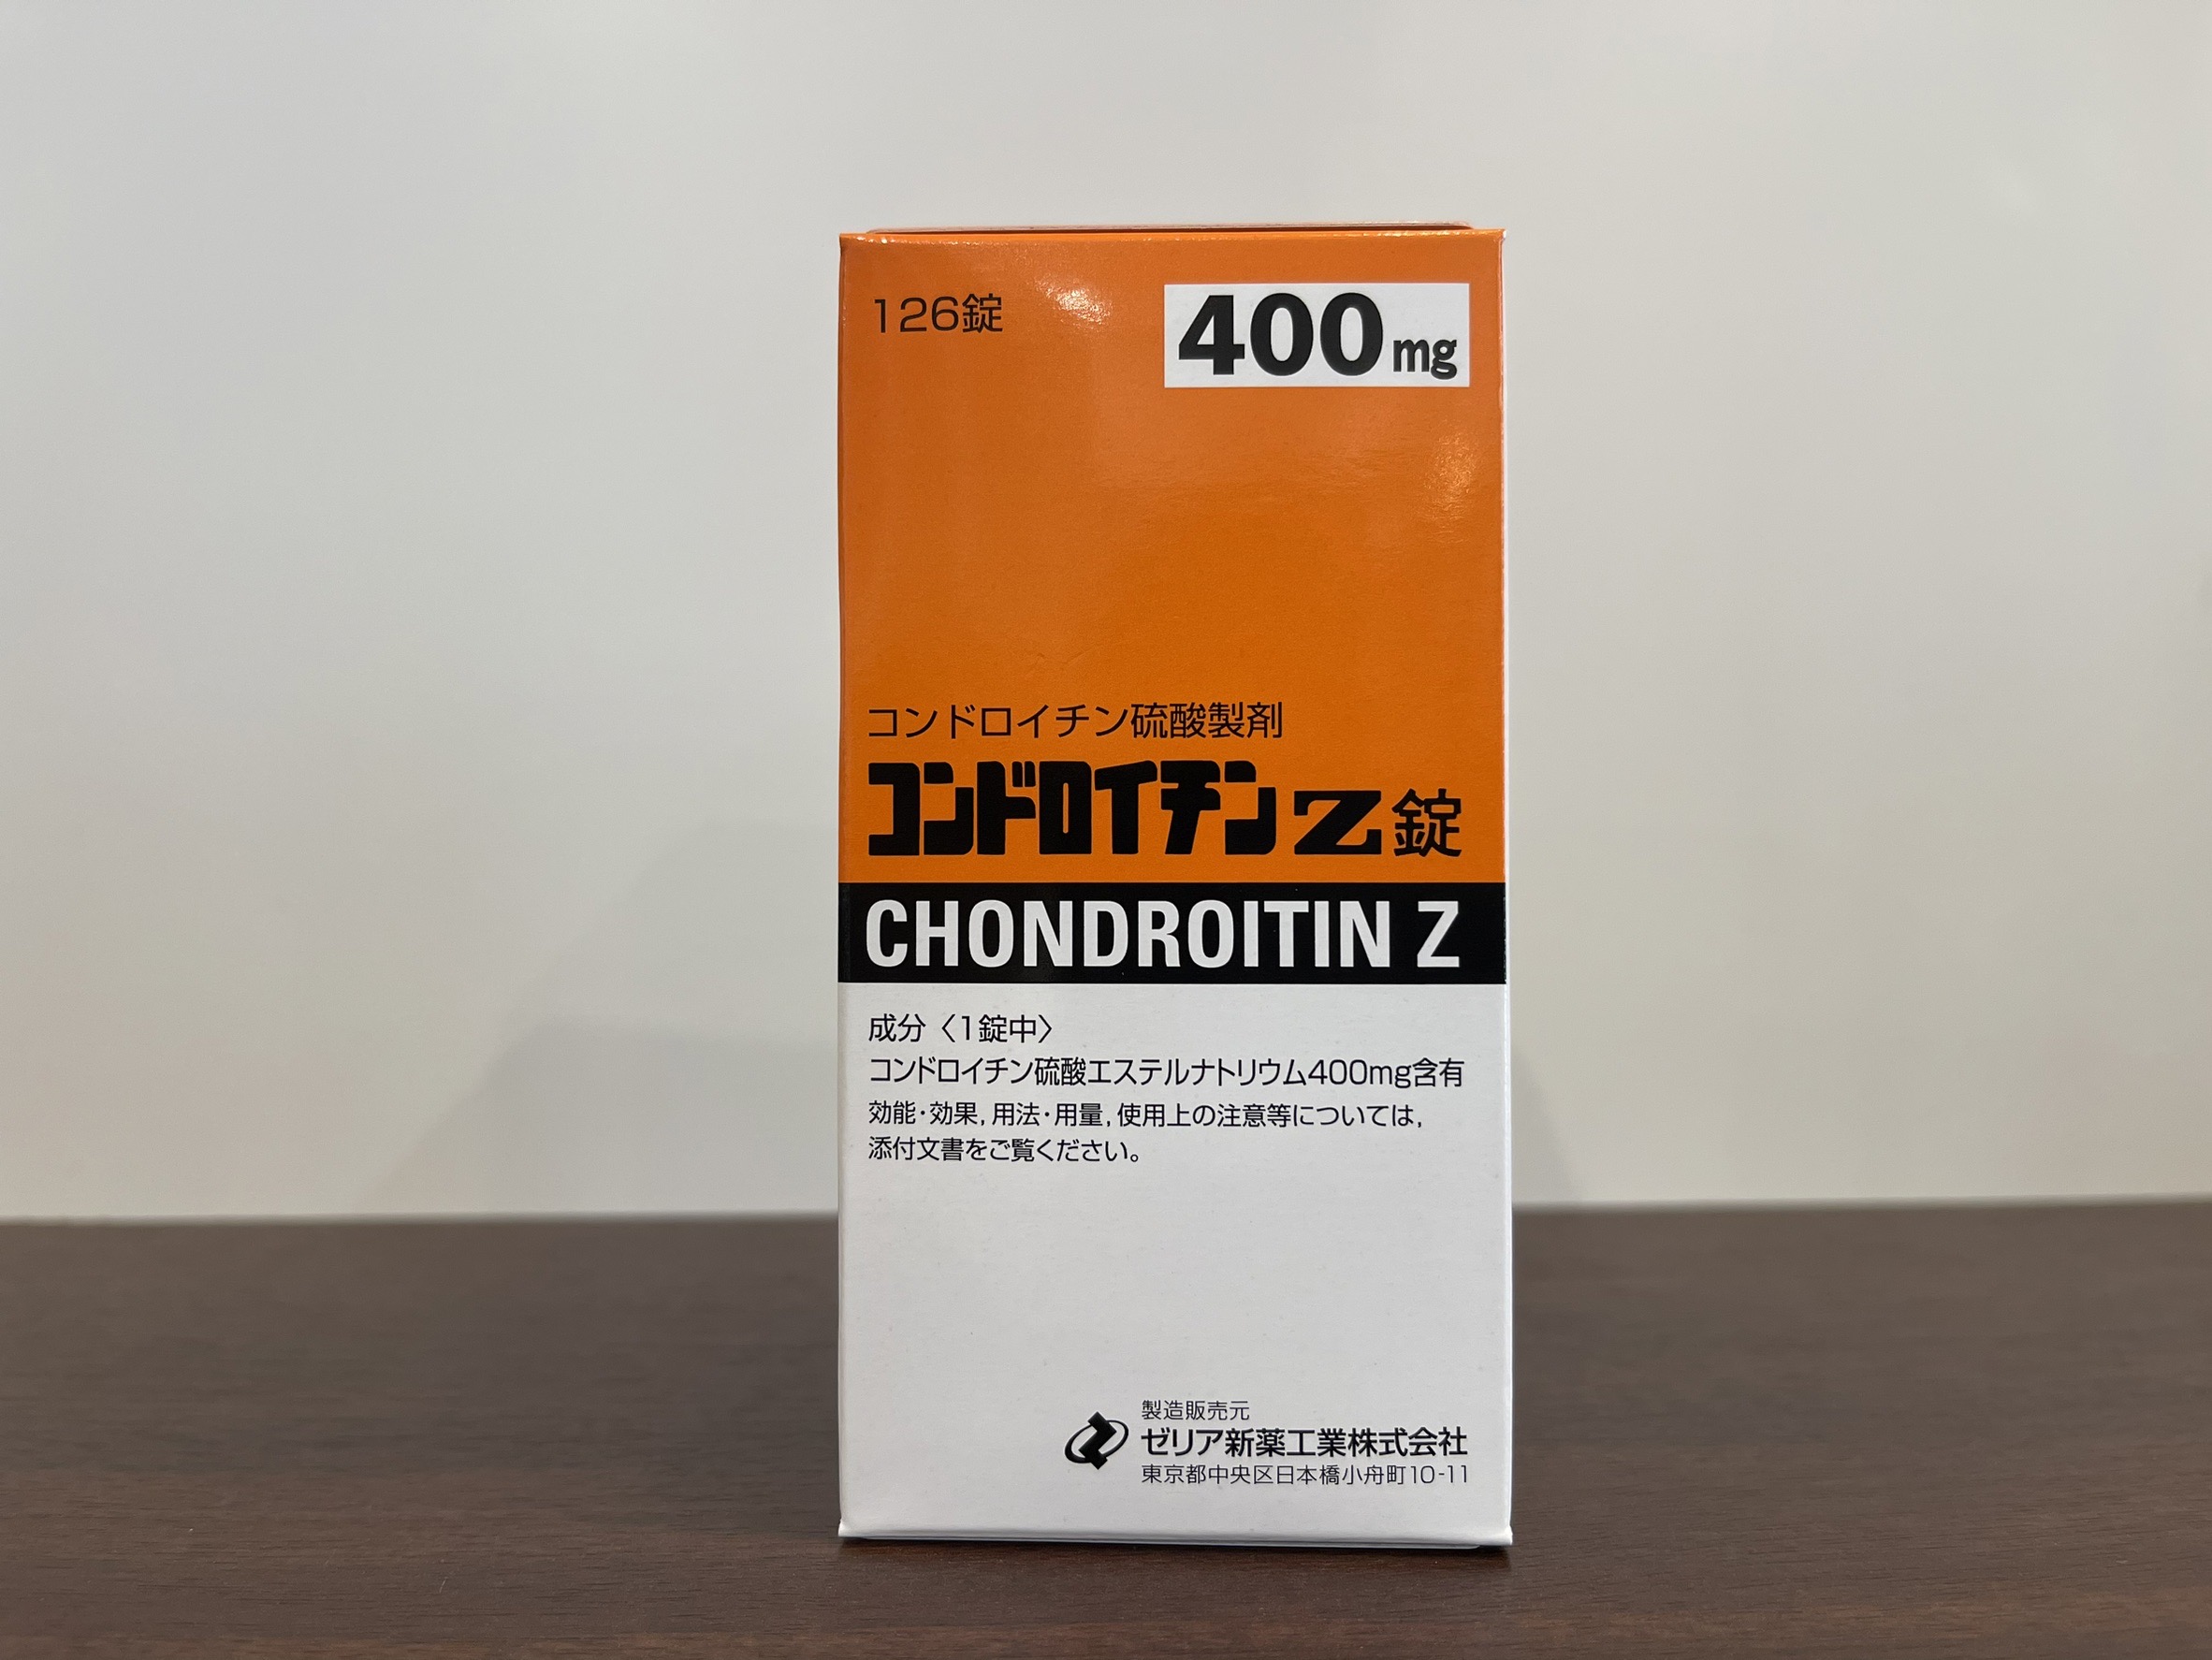 126錠
400mg
コンドロイチン硫酸製剤
コンドロイチンZ錠
CHONDROITIN Z
成分〈1錠中〉
コンドロイチン硫酸エステルナトリウム400mg含有
効能・効果,用法・用量,使用上の注意等については,
添付文書をご覧ください。
製造販売元
ゼリア新薬工業株式会社
東京都中央区日本橋小舟町10-11